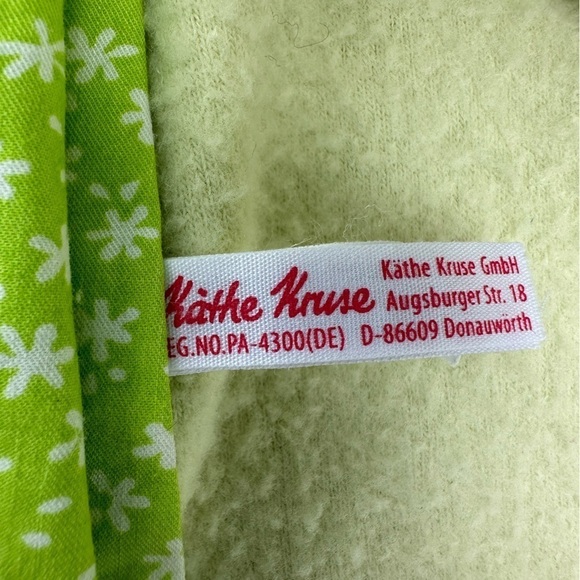 Käthe Kruse
EG.NO.PA-4300(DE)
Käthe Kruse GmbH
Augsburger Str. 18
D-86609 Donauwörth